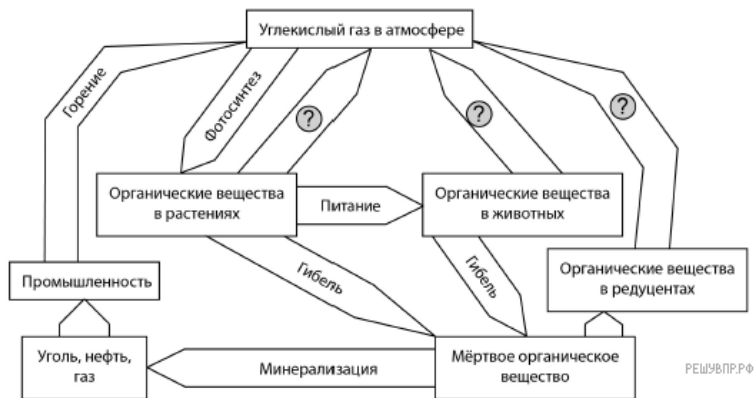 Углекислый газ в атмосфере
Горение
Фотосинтез
?
?
?
Органические вещества
в растениях
Питание
Органические вещества
в животных
Промышленность
Гибель
Гибель
Органические вещества
в редуцентах
Уголь, нефть,
газ
Минерализация
Мёртвое органическое
вещество
РЕШУВПР.РФ